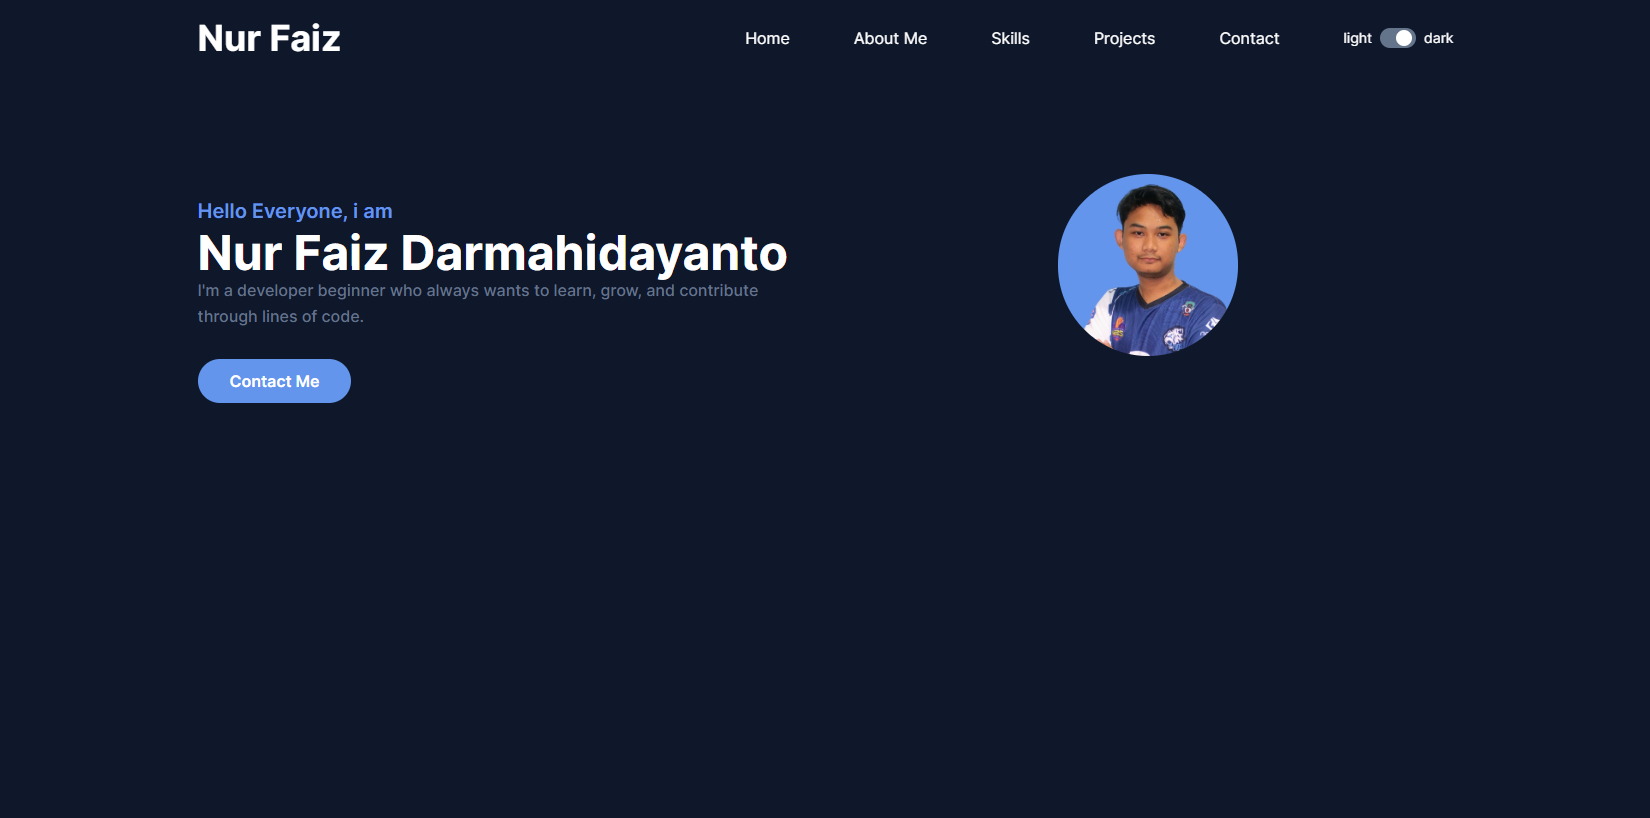 Nur Faiz
Home
About Me
Skills
Projects
Contact
light
dark
Hello Everyone, i am
Nur Faiz Darmahidayanto
I'm a developer beginner who always wants to learn, grow, and contribute
through lines of code.
Contact Me